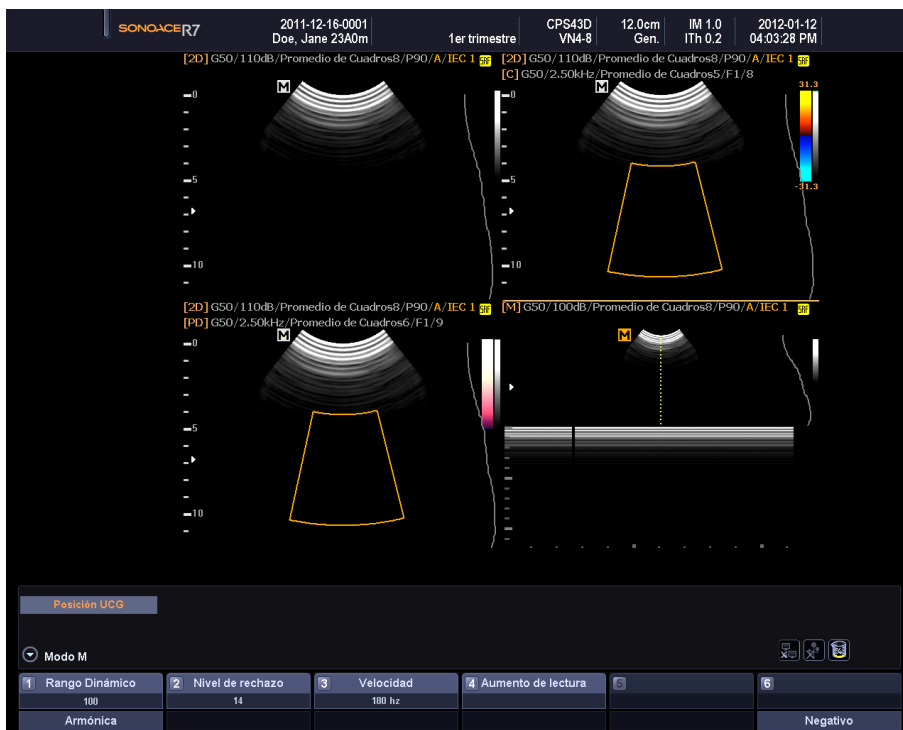 SONOACER7
2011-12-16-0001
Doe, Jane 23A0m
1er trimestre
CPS43D
VN4-8
12.0cm
Gen.
IM 1.0
ITh 0.2
2012-01-12
04:03:28 PM
[2D] G50/110dB/Promedio de Cuadros8/P90/A/IEC 1 SRF
M
0
5
10
[2D] G50/110dB/Promedio de Cuadros8/P90/A/IEC 1 SRF
[C] G50/2.50kHz/Promedio de Cuadros5/F1/8
M
31.3
-31.3
0
5
10
[2D] G50/110dB/Promedio de Cuadros8/P90/A/IEC 1 SRF
[PD] G50/2.50kHz/Promedio de Cuadros6/F1/9
M
0
5
10
[M] G50/100dB/Promedio de Cuadros8/P90/A/IEC 1 SRF
M
Posición UCG
Modo M
1 Rango Dinámico
100
2 Nivel de rechazo
14
3 Velocidad
180 hz
4 Aumento de lectura
5
6
Armónica
Negativo